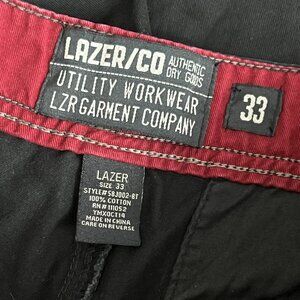 LAZER/CO AUTHENTIC DRY GOODS
UTILITY WORKWEAR
LZR GARMENT COMPANY
33
LAZER
SIZE 33
STYLE#SBJ002-BT
100% COTTON
RN# 111052
YMXOCT14
MADE IN CHINA
CARE ON REVERSE